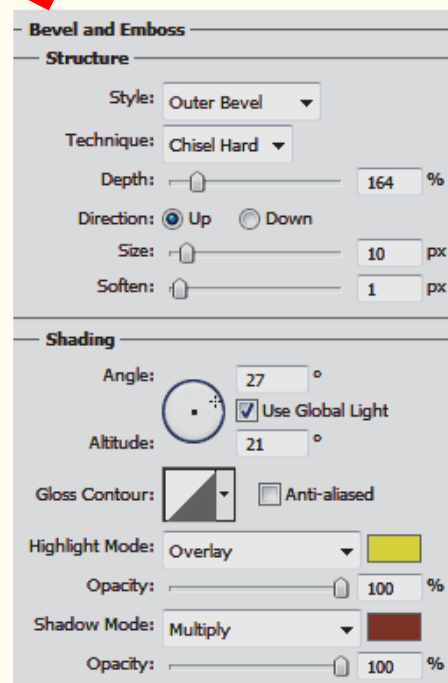 Bevel and Emboss
Structure
Style: Outer Bevel
Technique: Chisel Hard
Depth: 164 %
Direction: Up Down
Size: 10 px
Soften: 1 px
Shading
Angle: 27 °
Use Global Light
Altitude: 21 °
Gloss Contour: Anti-aliased
Highlight Mode: Overlay
Opacity: 100 %
Shadow Mode: Multiply
Opacity: 100 %